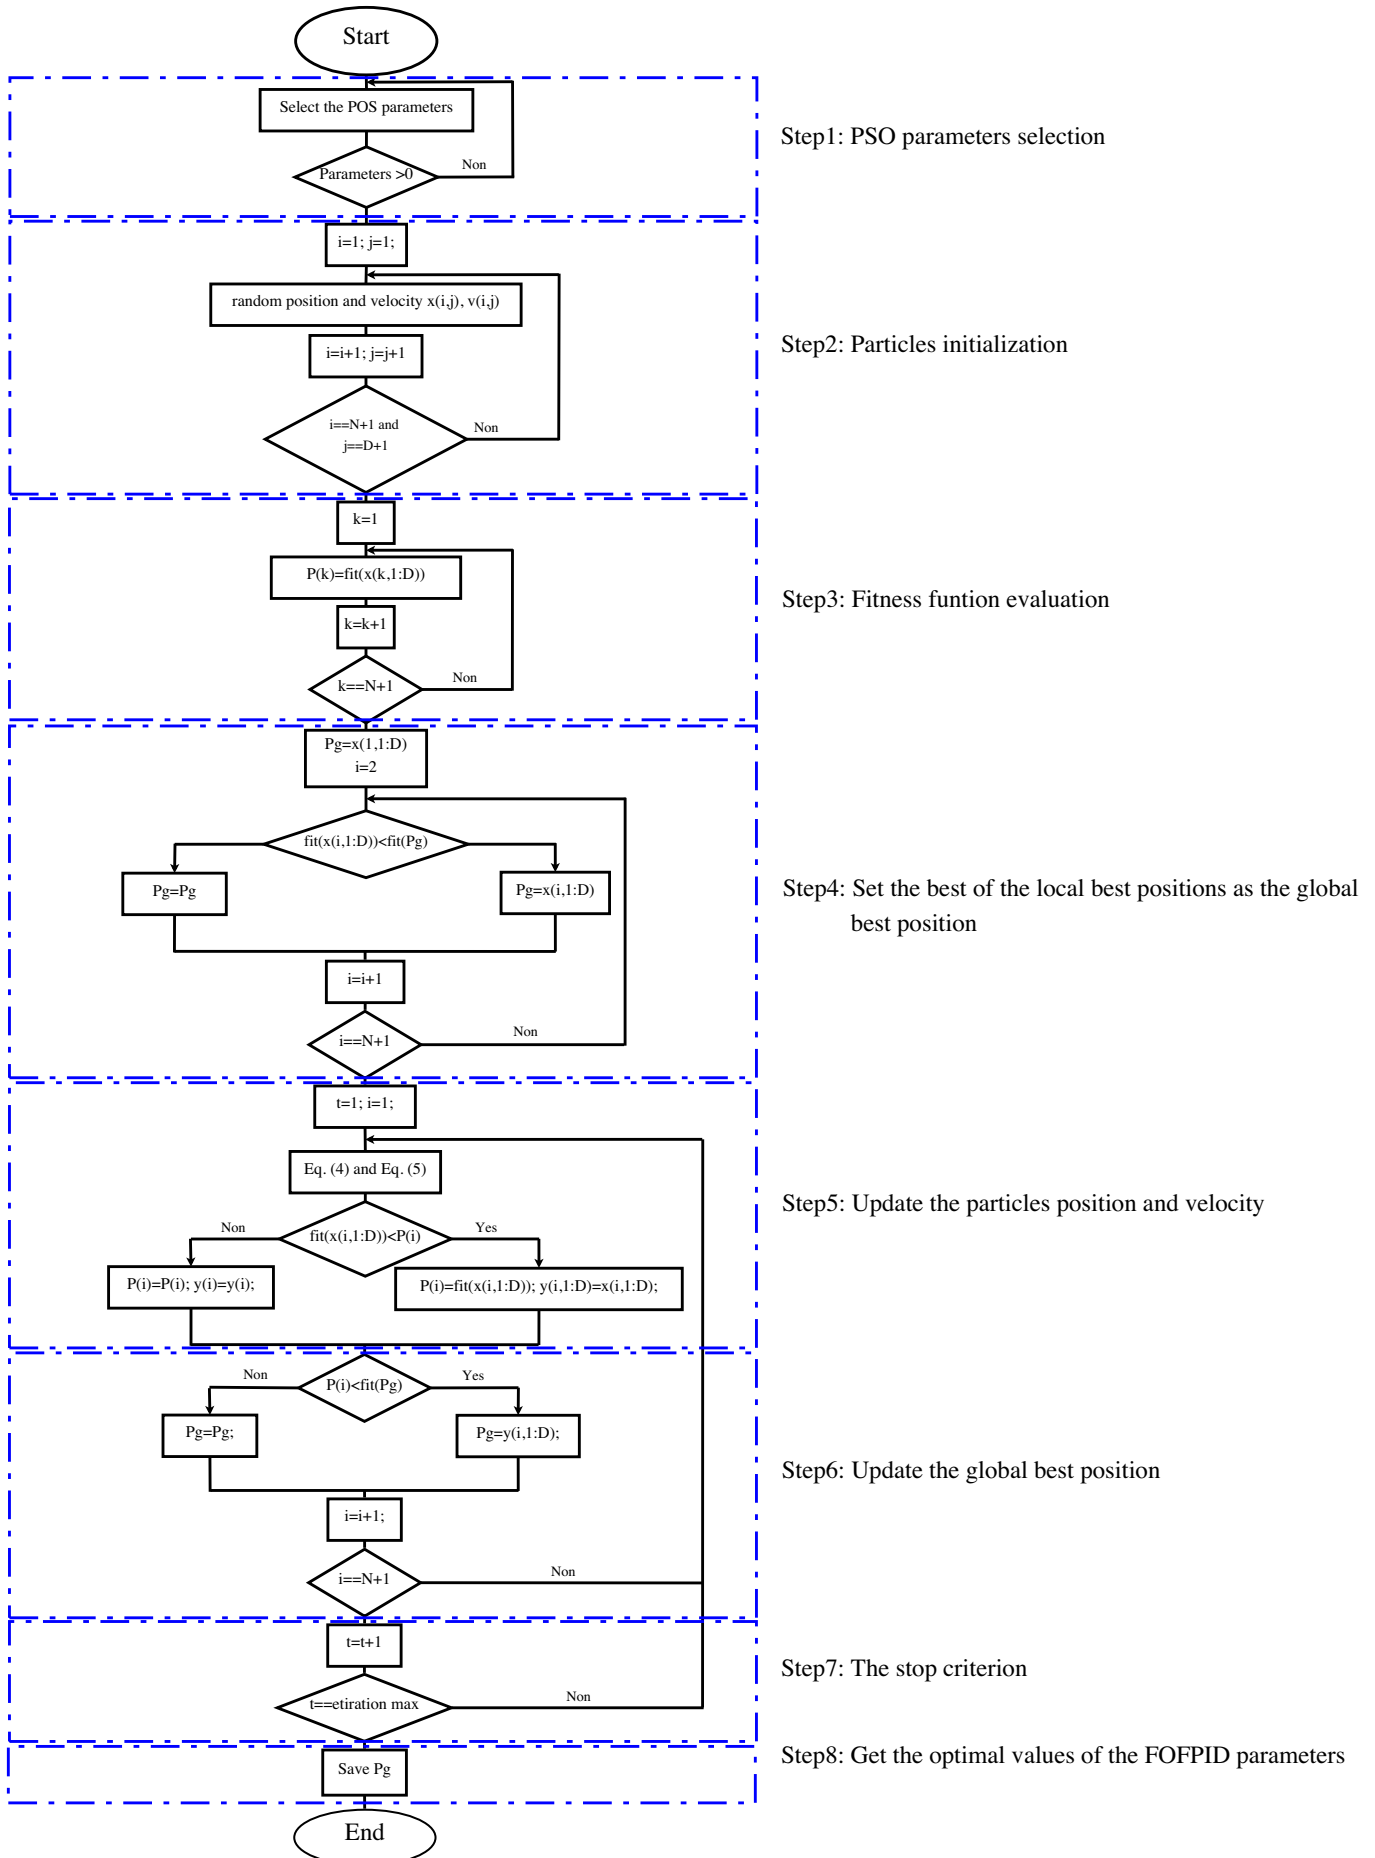 Start
Select the POS parameters
Parameters >0
Non
Step1: PSO parameters selection
i=1; j=1;
random position and velocity x(i,j), v(i,j)
i=i+1; j=j+1
i==N+1 and
j==D+1
Non
Step2: Particles initialization
k=1
P(k)=fit(x(k,1:D))
k=k+1
k==N+1
Non
Step3: Fitness funtion evaluation
Pg=x(1,1:D)
i=2
fit(x(i,1:D))<fit(Pg)
Pg=Pg
Pg=x(i,1:D)
i=i+1
i==N+1
Non
Step4: Set the best of the local best positions as the global
best position
t=1; i=1;
Eq. (4) and Eq. (5)
fit(x(i,1:D))<P(i)
Non
Yes
P(i)=P(i); y(i)=y(i);
P(i)=fit(x(i,1:D)); y(i,1:D)=x(i,1:D);
Step5: Update the particles position and velocity
P(i)<fit(Pg)
Non
Yes
Pg=Pg;
Pg=y(i,1:D);
i=i+1;
i==N+1
Non
Step6: Update the global best position
t=t+1
t==etiration max
Non
Step7: The stop criterion
Save Pg
Step8: Get the optimal values of the FOFPID parameters
End